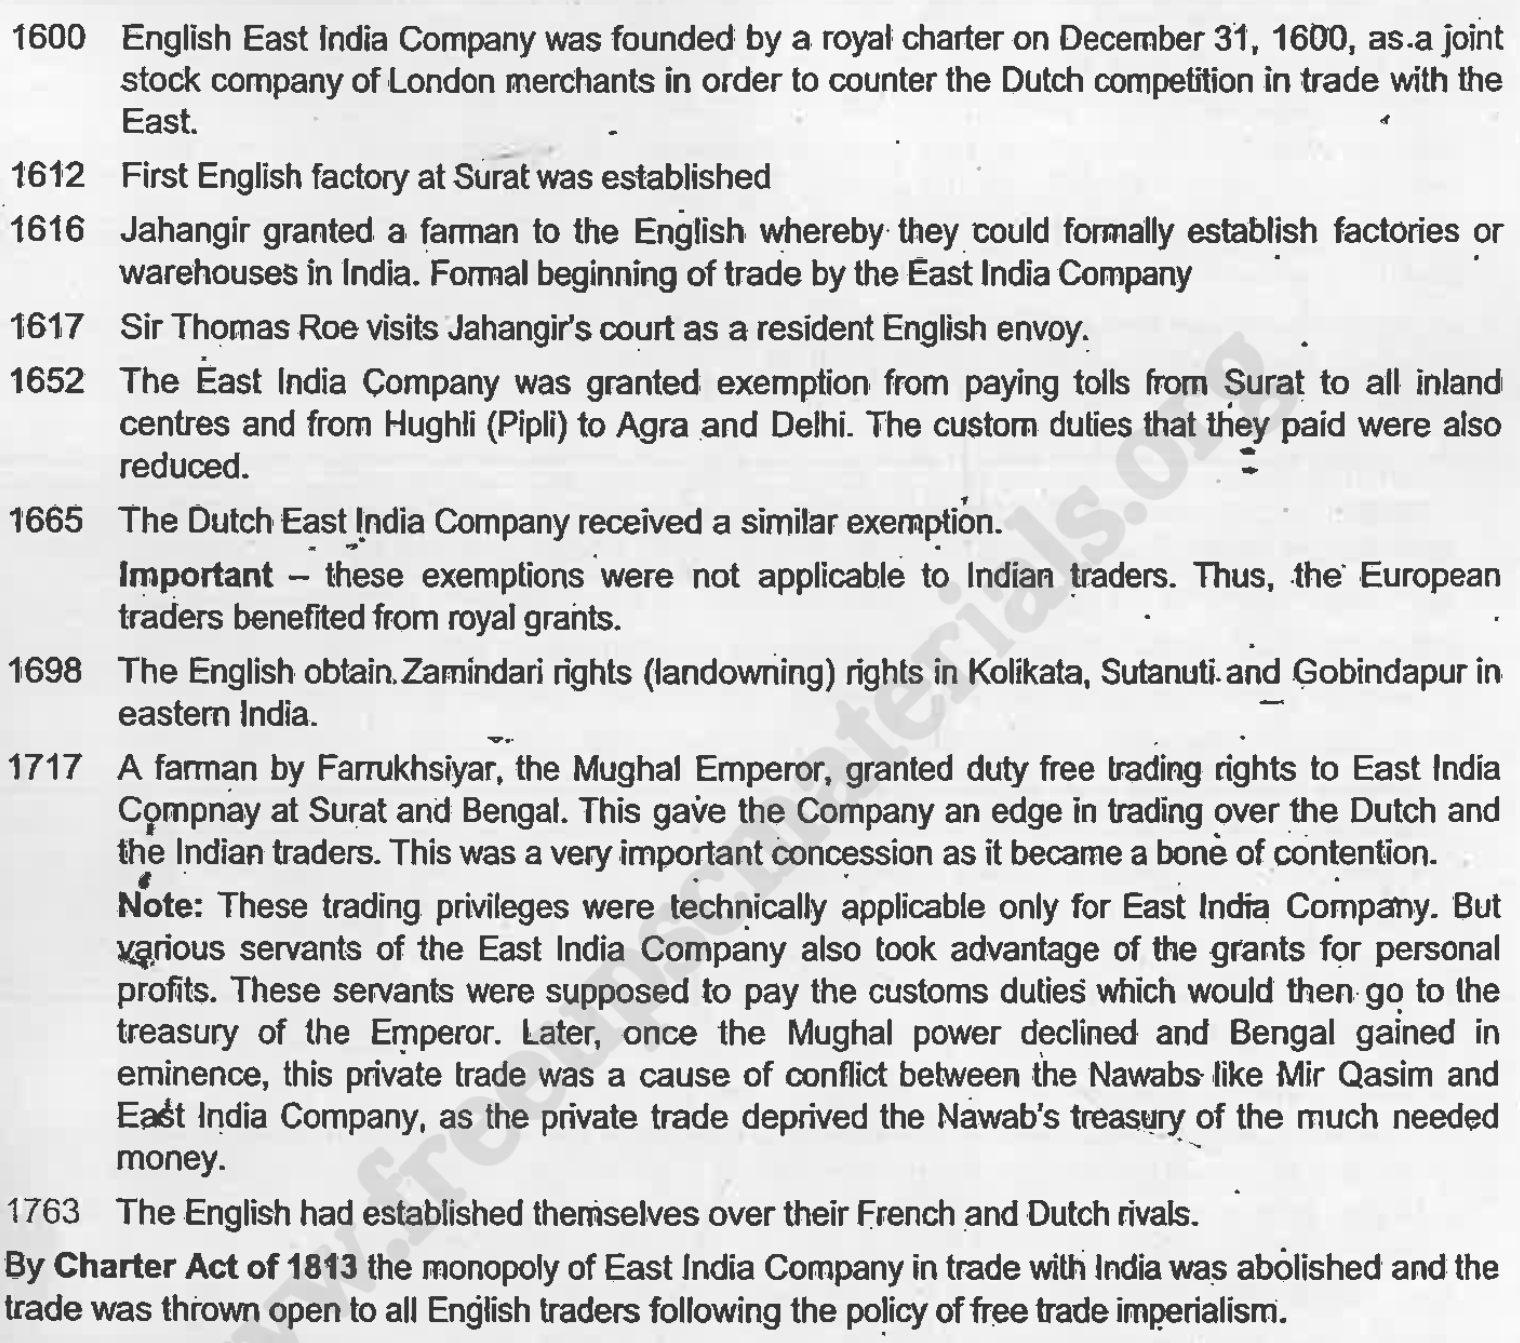 1600 English East India Company was founded by a royal charter on December 31, 1600, as a joint
stock company of London merchants in order to counter the Dutch competition in trade with the
East.
1612 First English factory at Surat was established
1616 Jahangir granted a farman to the English whereby they could formally establish factories or
warehouses in India. Formal beginning of trade by the East India Company
1617 Sir Thomas Roe visits Jahangir's court as a resident English envoy.
1652 The East India Company was granted exemption from paying tolls from Surat to all inland
centres and from Hughli (Pipli) to Agra and Delhi. The custom duties that they paid were also
reduced.
1665 The Dutch East India Company received a similar exemption.
Important – these exemptions were not applicable to Indian traders. Thus, the European
traders benefited from royal grants.
1698 The English obtain Zamindari rights (landowning) rights in Kolikata, Sutanuti and Gobindapur in
eastern India.
1717 A farman by Farrukhsiyar, the Mughal Emperor, granted duty free trading rights to East India
Compnay at Surat and Bengal. This gave the Company an edge in trading over the Dutch and
the Indian traders. This was a very important concession as it became a bone of contention.
Note: These trading privileges were technically applicable only for East India Company. But
various servants of the East India Company also took advantage of the grants for personal
profits. These servants were supposed to pay the customs duties which would then go to the
treasury of the Emperor. Later, once the Mughal power declined and Bengal gained in
eminence, this private trade was a cause of conflict between the Nawabs like Mir Qasim and
East India Company, as the private trade deprived the Nawab's treasury of the much needed
money.
1763 The English had established themselves over their French and Dutch rivals.
By Charter Act of 1813 the monopoly of East India Company in trade with India was abolished and the
trade was thrown open to all English traders following the policy of free trade imperialism.
www.freeupscmaterials.org